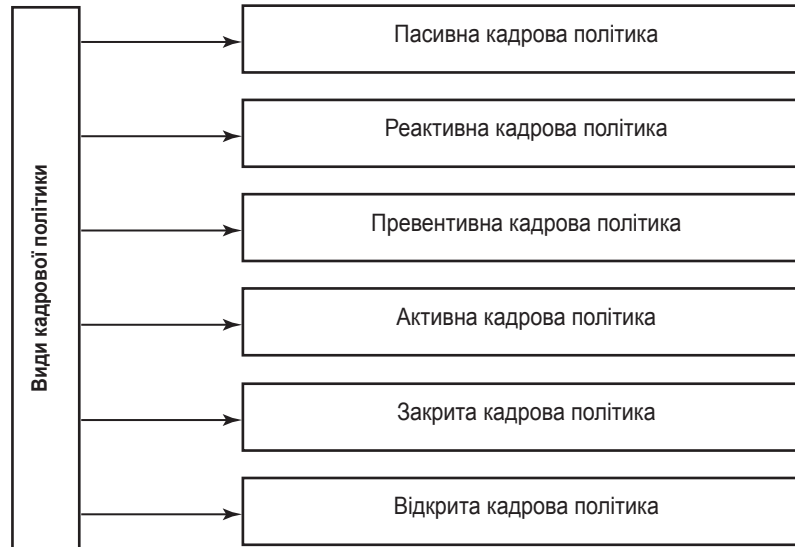 Види кадрової політики
Пасивна кадрова політика
Реактивна кадрова політика
Превентивна кадрова політика
Активна кадрова політика
Закрита кадрова політика
Відкрита кадрова політика